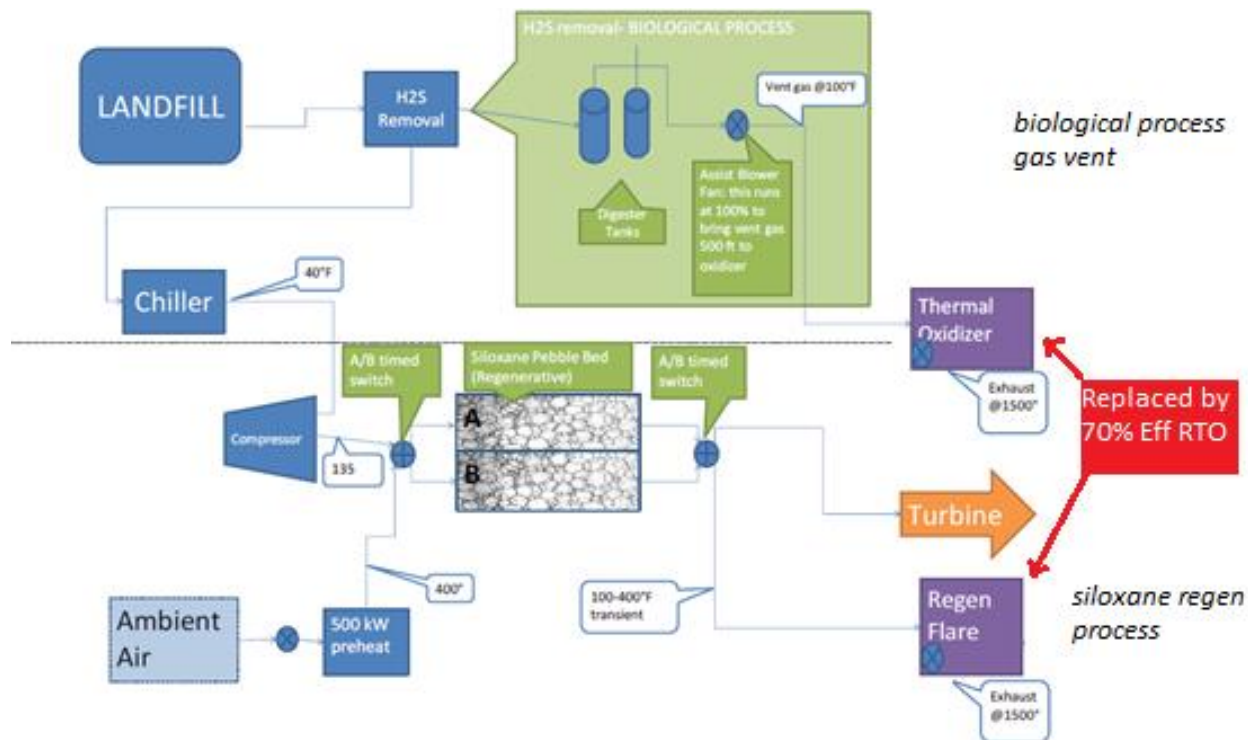 H2S removal- BIOLOGICAL PROCESS
LANDFILL
H2S
Removal
Vent gas @100°F
biological process
gas vent
Digester
Tanks
Assist Blower
Fan: this runs
at 100% to
bring vent gas
500 ft to
oxidizer
40°F
Chiller
Thermal
Oxidizer
A/B timed
switch
Siloxane Pebble Bed
(Regenerative)
A/B timed
switch
Exhaust
@1500°
Replaced by
70% Eff RTO
Compressor
135
A
B
Turbine
400°
100-400°F
transient
Ambient
Air
500 kW
preheat
Regen
Flare
siloxane regen
process
Exhaust
@1500°